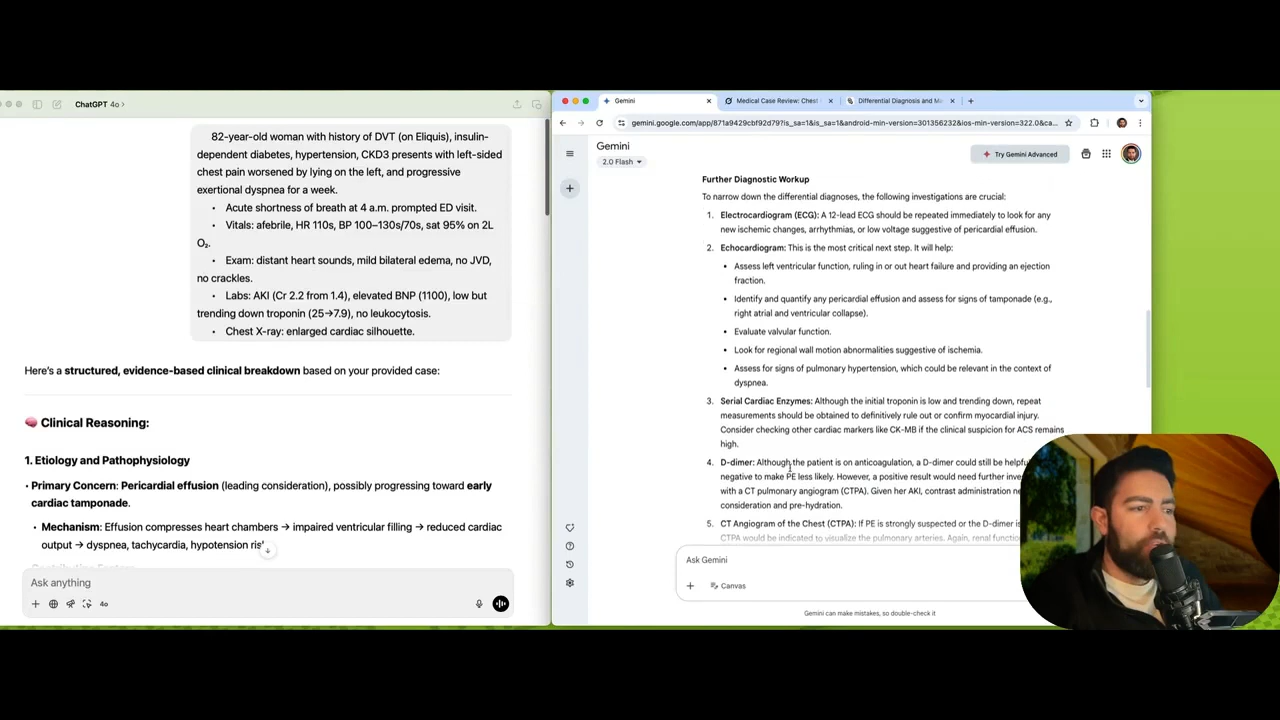 ChatGPT 4o >
82-year-old woman with history of DVT (on Eliquis), insulin-
dependent diabetes, hypertension, CKD3 presents with left-sided
chest pain worsened by lying on the left, and progressive
exertional dyspnea for a week.
• Acute shortness of breath at 4 a.m. prompted ED visit.
• Vitals: afebrile, HR 110s, BP 100–130s/70s, sat 95% on 2L
O₂.
• Exam: distant heart sounds, mild bilateral edema, no JVD,
no crackles.
• Labs: AKI (Cr 2.2 from 1.4), elevated BNP (1100), low but
trending down troponin (25→7.9), no leukocytosis.
• Chest X-ray: enlarged cardiac silhouette.
Here's a structured, evidence-based clinical breakdown based on your provided case:
🧠 Clinical Reasoning:
1. Etiology and Pathophysiology
• Primary Concern: Pericardial effusion (leading consideration), possibly progressing toward early
cardiac tamponade.
• Mechanism: Effusion compresses heart chambers → impaired ventricular filling → reduced cardiac
output → dyspnea, tachycardia, hypotension ris
Ask anything
4o
Gemini
Medical Case Review: Chest
Differential Diagnosis and Ma
gemini.google.com/app/871a9429cbf92d79?is_sa=1&is_sa=1&android-min-version=301356232&ios-min-version=322.0&ca...
Gemini
2.0 Flash
Try Gemini Advanced
Further Diagnostic Workup
To narrow down the differential diagnoses, the following investigations are crucial:
1. Electrocardiogram (ECG): A 12-lead ECG should be repeated immediately to look for any
new ischemic changes, arrhythmias, or low voltage suggestive of pericardial effusion.
2. Echocardiogram: This is the most critical next step. It will help:
• Assess left ventricular function, ruling in or out heart failure and providing an ejection
fraction.
• Identify and quantify any pericardial effusion and assess for signs of tamponade (e.g.,
right atrial and ventricular collapse).
• Evaluate valvular function.
• Look for regional wall motion abnormalities suggestive of ischemia.
• Assess for signs of pulmonary hypertension, which could be relevant in the context of
dyspnea.
3. Serial Cardiac Enzymes: Although the initial troponin is low and trending down, repeat
measurements should be obtained to definitively rule out or confirm myocardial injury.
Consider checking other cardiac markers like CK-MB if the clinical suspicion for ACS remains
high.
4. D-dimer: Although the patient is on anticoagulation, a D-dimer could still be helpfu
negative to make PE less likely. However, a positive result would need further inve
with a CT pulmonary angiogram (CTPA). Given her AKI, contrast administration ne
consideration and pre-hydration.
5. CT Angiogram of the Chest (CTPA): If PE is strongly suspected or the D-dimer is
CTPA would be indicated to visualize the pulmonary arteries. Again, renal function
Ask Gemini
Canvas
Gemini can make mistakes, so double-check it